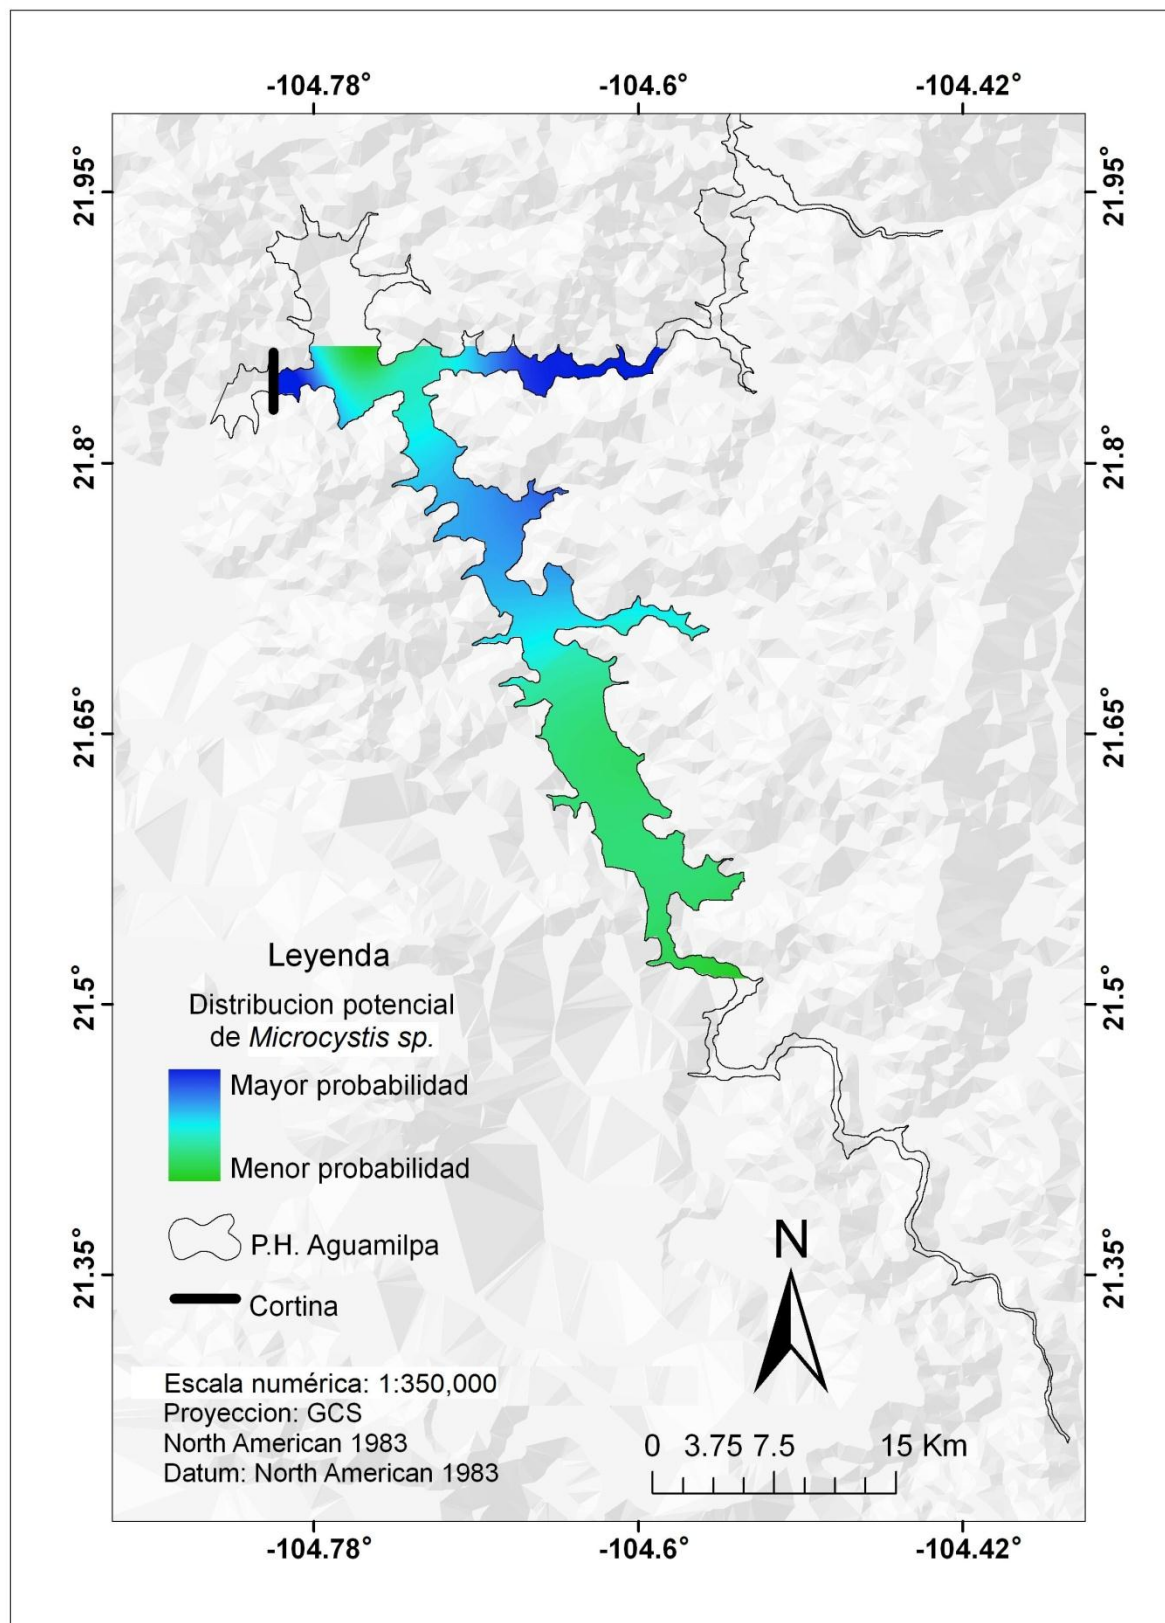 -104.78° -104.6° -104.42°
21.95° 21.95°
21.8° 21.8°
21.65° 21.65°
Leyenda
21.5° 21.5°
Distribucion potencial
de Microcystis sp.
Mayor probabilidad
Menor probabilidad
N
P.H. Aguamilpa
21.35° 21.35°
Cortina
Escala numérica: 1:350,000
Proyeccion: GCS
North American 1983
Datum: North American 1983
0 3.75 7.5 15 Km
-104.78° -104.6° -104.42°